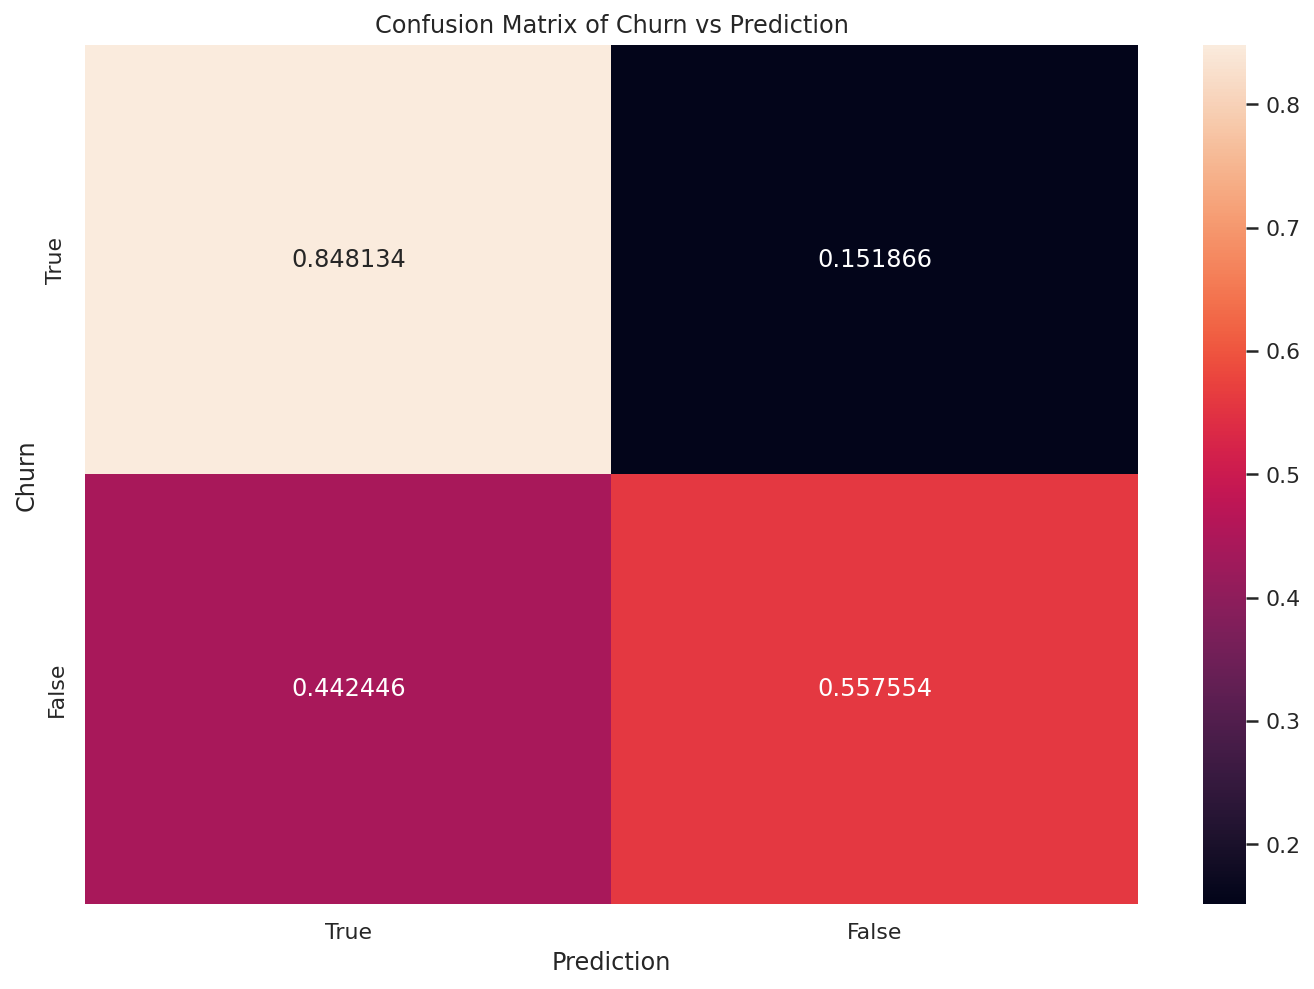 Confusion Matrix of Churn vs Prediction
True
0.848134
0.151866
Churn
False
0.442446
0.557554
True
False
Prediction
0.8
0.7
0.6
0.5
0.4
0.3
0.2